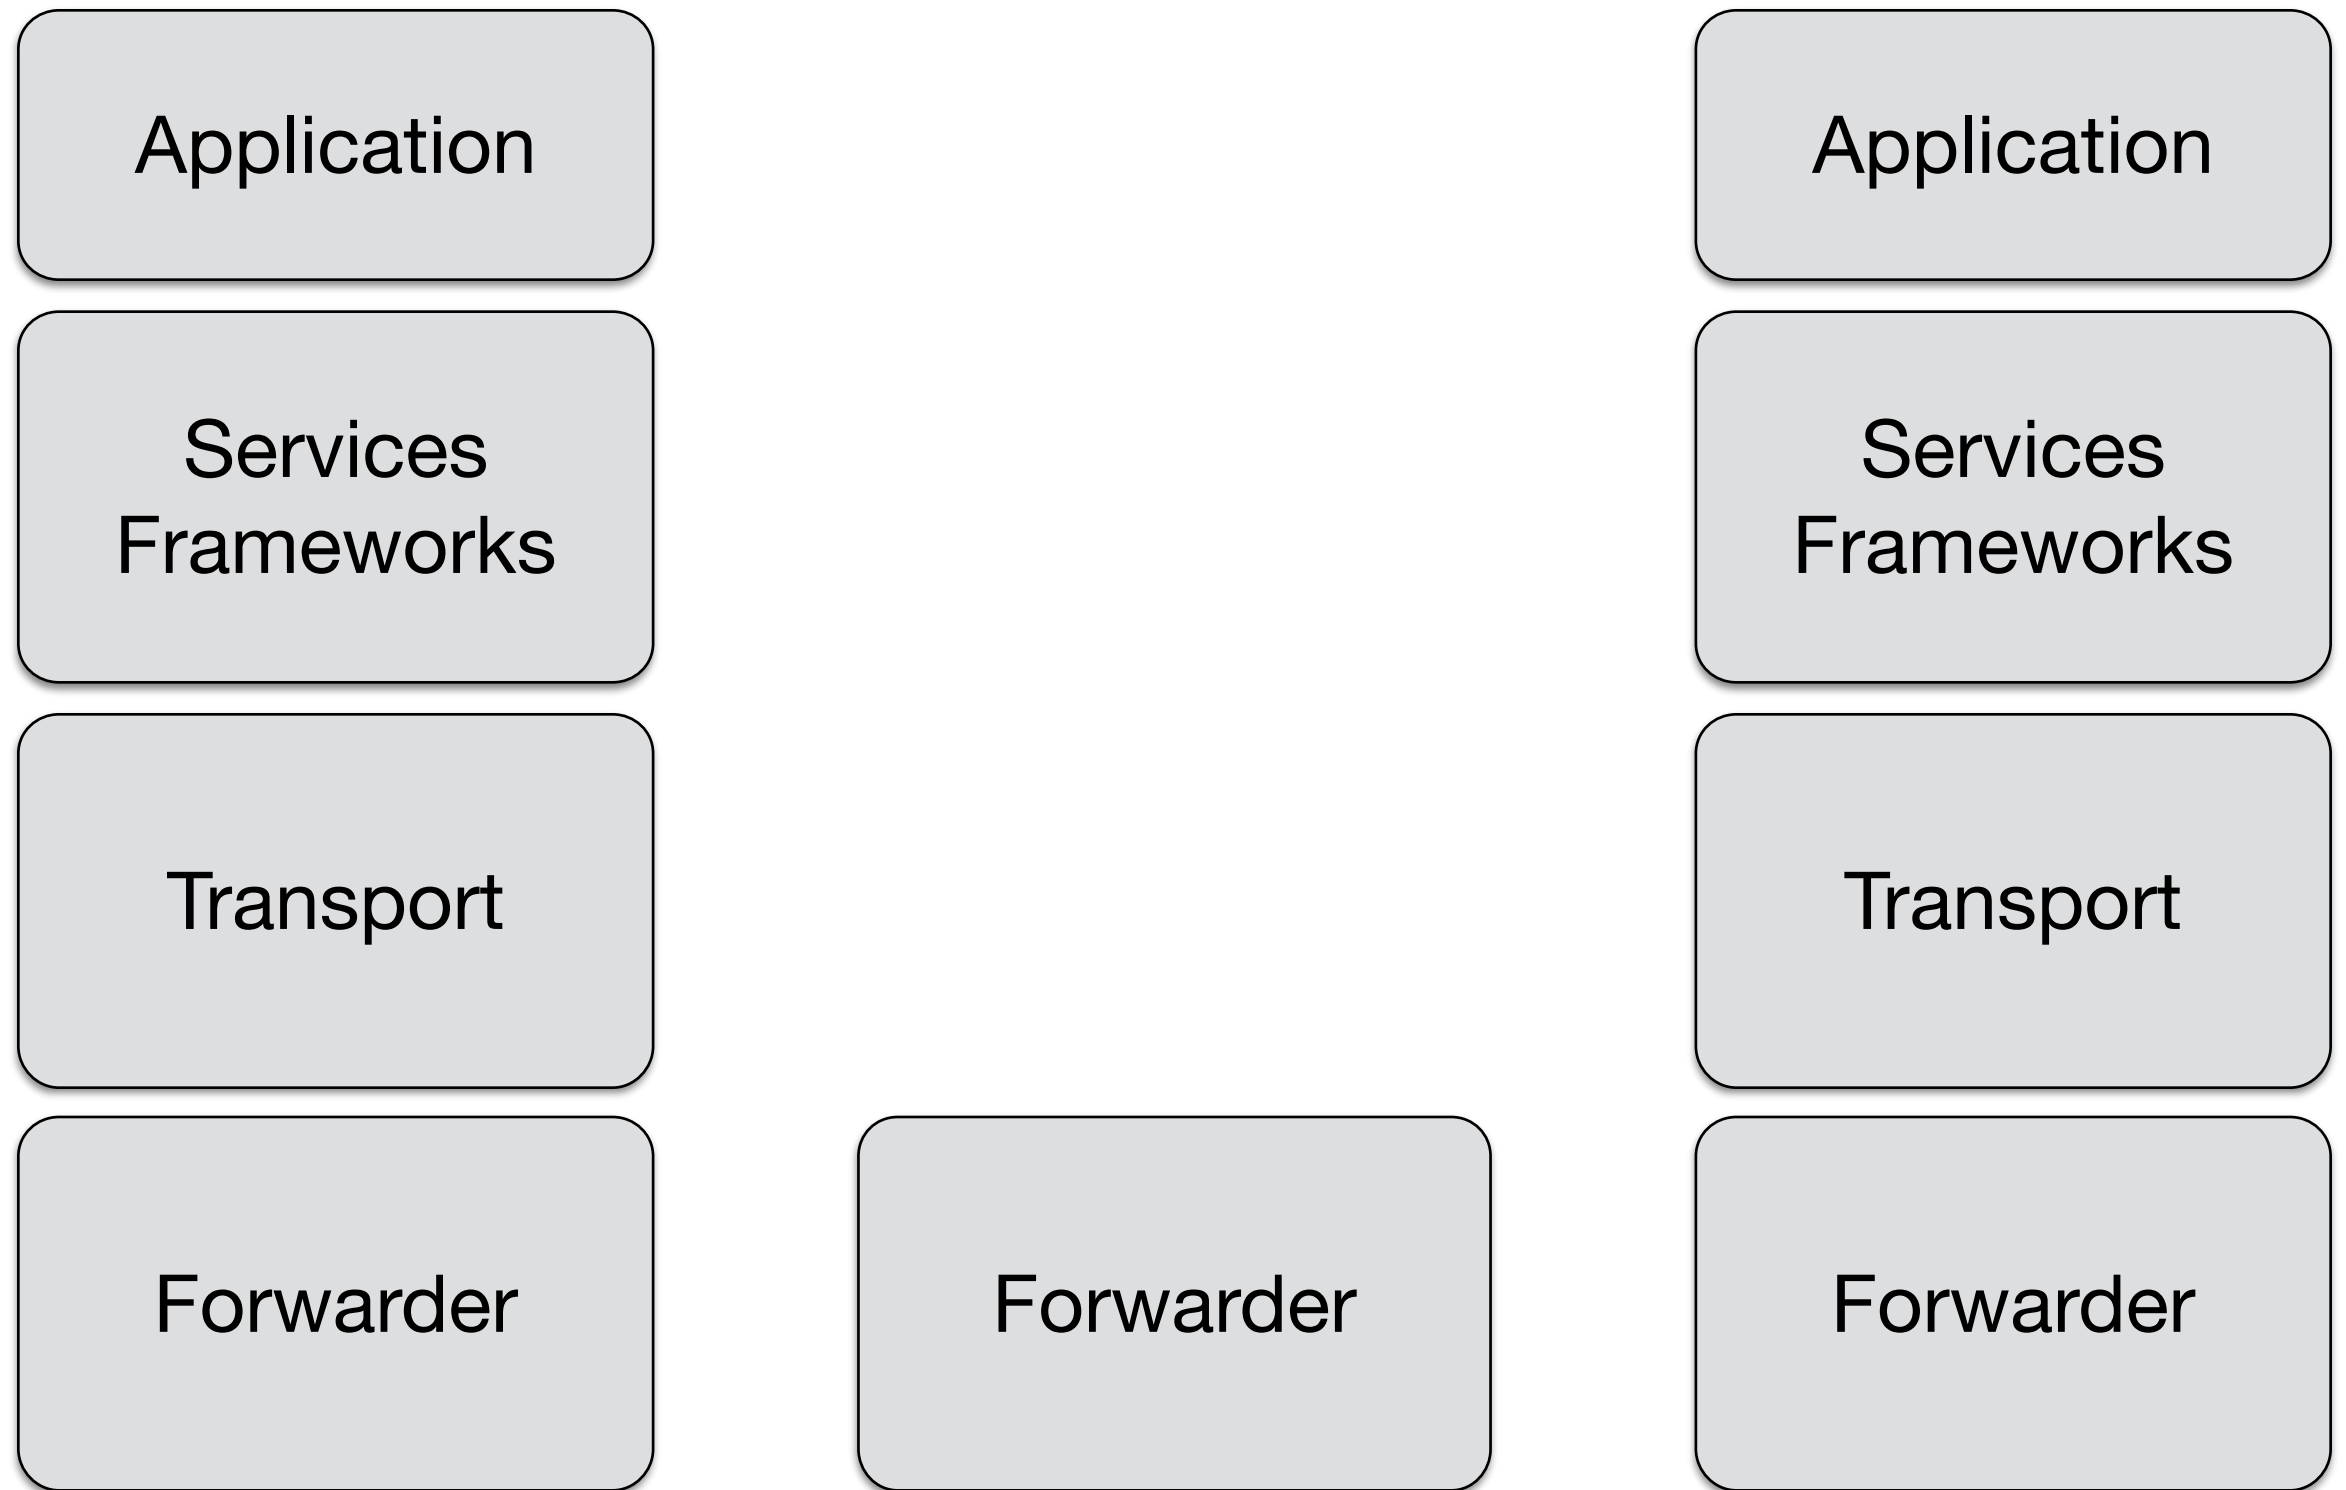 Application
Application
Services
Frameworks
Services
Frameworks
Transport
Transport
Forwarder
Forwarder
Forwarder